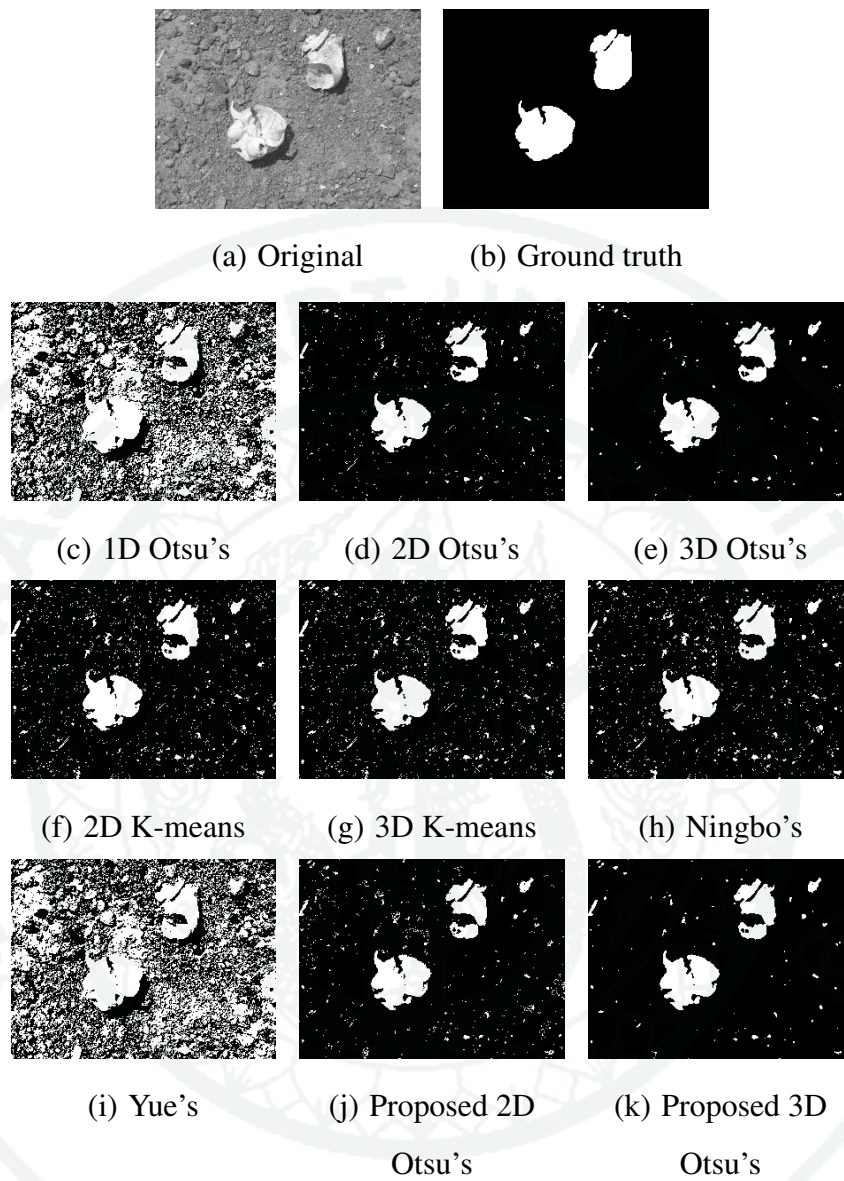 (a) Original (b) Ground truth
(c) 1D Otsu's (d) 2D Otsu's (e) 3D Otsu's
(f) 2D K-means (g) 3D K-means (h) Ningbo's
(i) Yue's (j) Proposed 2D Otsu's (k) Proposed 3D Otsu's